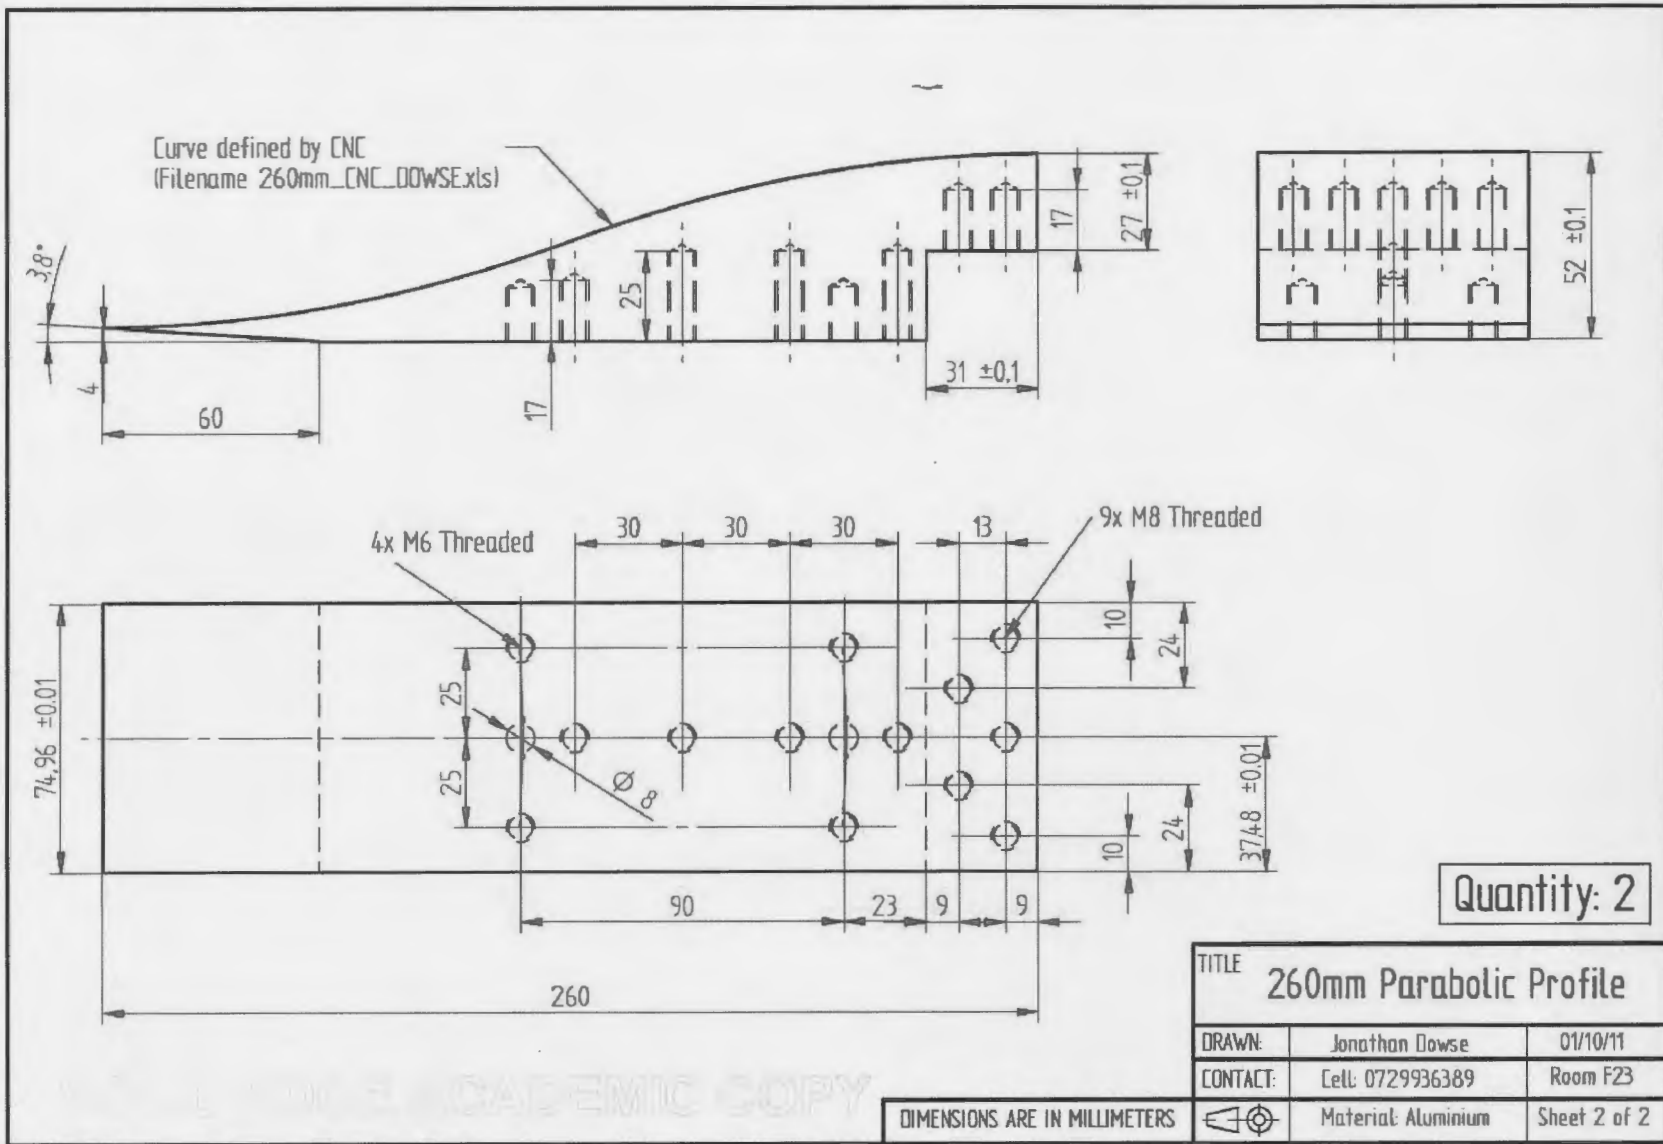 Curve defined by CNC
(Filename 260mm_CNC_DOWSE.xls)
3,8°
4
60
17
25
31 ±0,1
17
27 ±0,1
52 ±0,1
4x M6 Threaded
30
30
30
13
9x M8 Threaded
74,96 ±0.01
25
25
Ø 8
10
24
24
10
37,48 ±0.01
90
23
9
9
260
Quantity: 2
TITLE
260mm Parabolic Profile
DRAWN: Jonathan Dowse 01/10/11
CONTACT: Cell: 0729936389 Room F23
DIMENSIONS ARE IN MILLIMETERS Material: Aluminium Sheet 2 of 2
ACADEMIC COPY